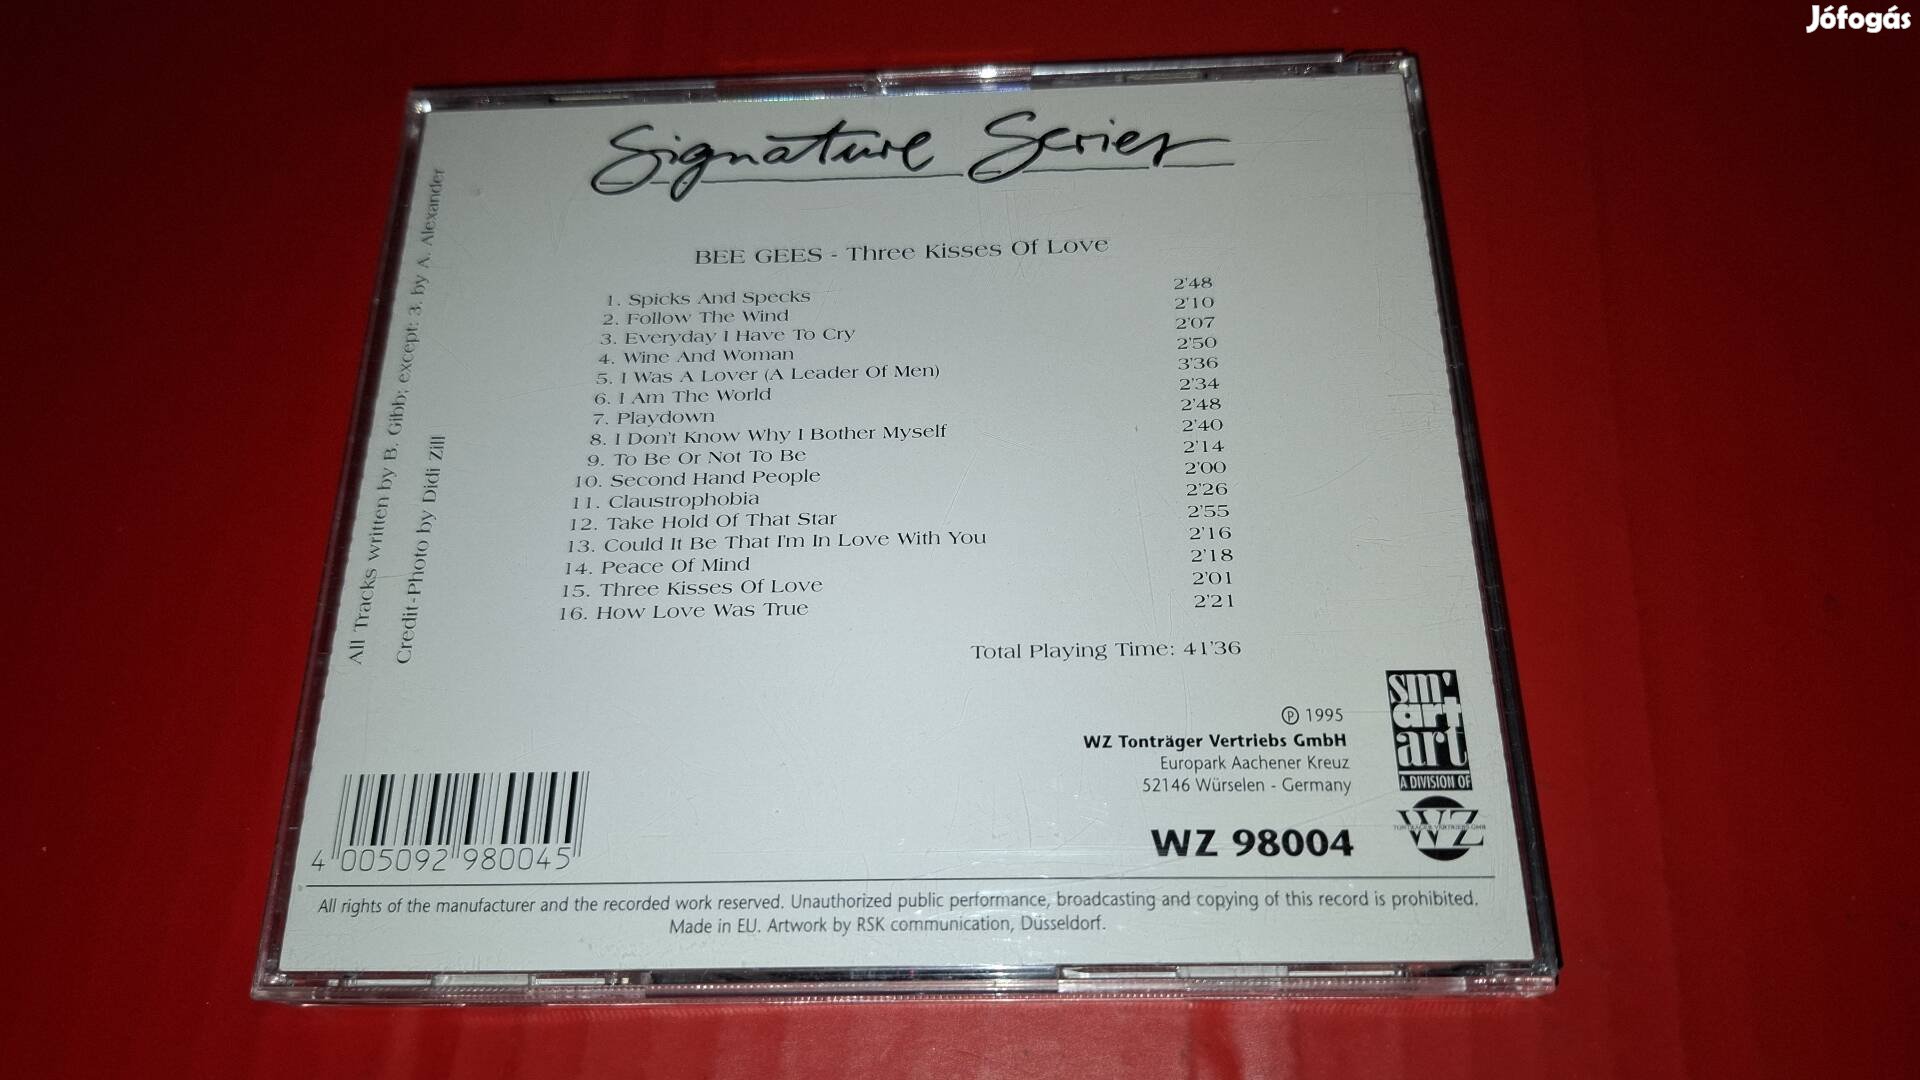 Jófogás
Signature Series
BEE GEES - Three Kisses Of Love
1. Spicks And Specks 2'48
2. Follow The Wind 2'10
3. Everyday I Have To Cry 2'07
4. Wine And Woman 2'50
5. I Was A Lover (A Leader Of Men) 3'36
6. I Am The World 2'34
7. Playdown 2'48
8. I Don't Know Why I Bother Myself 2'40
9. To Be Or Not To Be 2'14
10. Second Hand People 2'00
11. Claustrophobia 2'26
12. Take Hold Of That Star 2'55
13. Could It Be That I'm In Love With You 2'16
14. Peace Of Mind 2'18
15. Three Kisses Of Love 2'01
16. How Love Was True 2'21
Total Playing Time: 41'36
All Tracks written by B. Gibb; except: 3. by A. Alexander
Credit-Photo by Didi Zill
℗ 1995
WZ Tonträger Vertriebs GmbH
Europark Aachener Kreuz
52146 Würselen - Germany
WZ 98004
sm'
art
art
A DIVISION OF
WZ
TONTRÄGER VERTRIEBS GMBH
4 005092 980045
All rights of the manufacturer and the recorded work reserved. Unauthorized public performance, broadcasting and copying of this record is prohibited.
Made in EU. Artwork by RSK communication, Düsseldorf.